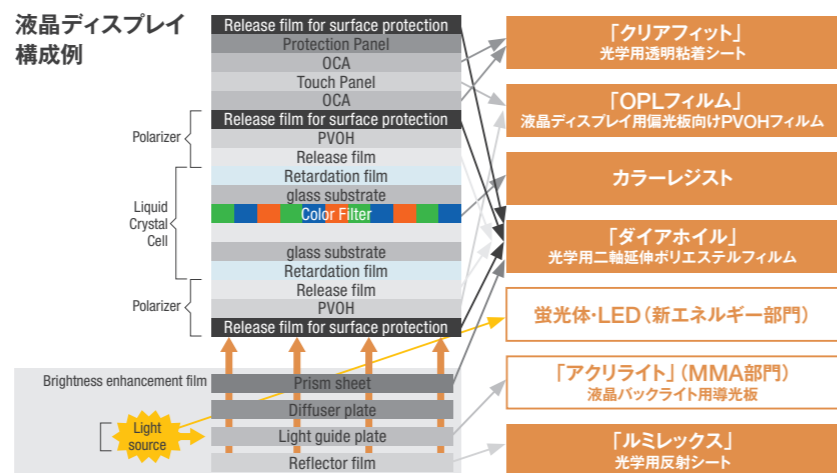 液晶ディスプレイ
構成例
Release film for surface protection
Protection Panel
OCA
Touch Panel
OCA
Release film for surface protection
Polarizer
PVOH
Release film
Retardation film
glass substrate
Liquid
Crystal
Cell
Color Filter
glass substrate
Retardation film
Release film
Polarizer
PVOH
Release film for surface protection
Brightness enhancement film
Prism sheet
Diffuser plate
Light
source
Light guide plate
Reflector film
「クリアフィット」
光学用透明粘着シート
「OPLフィルム」
液晶ディスプレイ用偏光板向けPVOHフィルム
カラーレジスト
「ダイアホイル」
光学用二軸延伸ポリエステルフィルム
蛍光体・LED（新エネルギー部門）
「アクリライト」（MMA部門）
液晶バックライト用導光板
「ルミレックス」
光学用反射シート